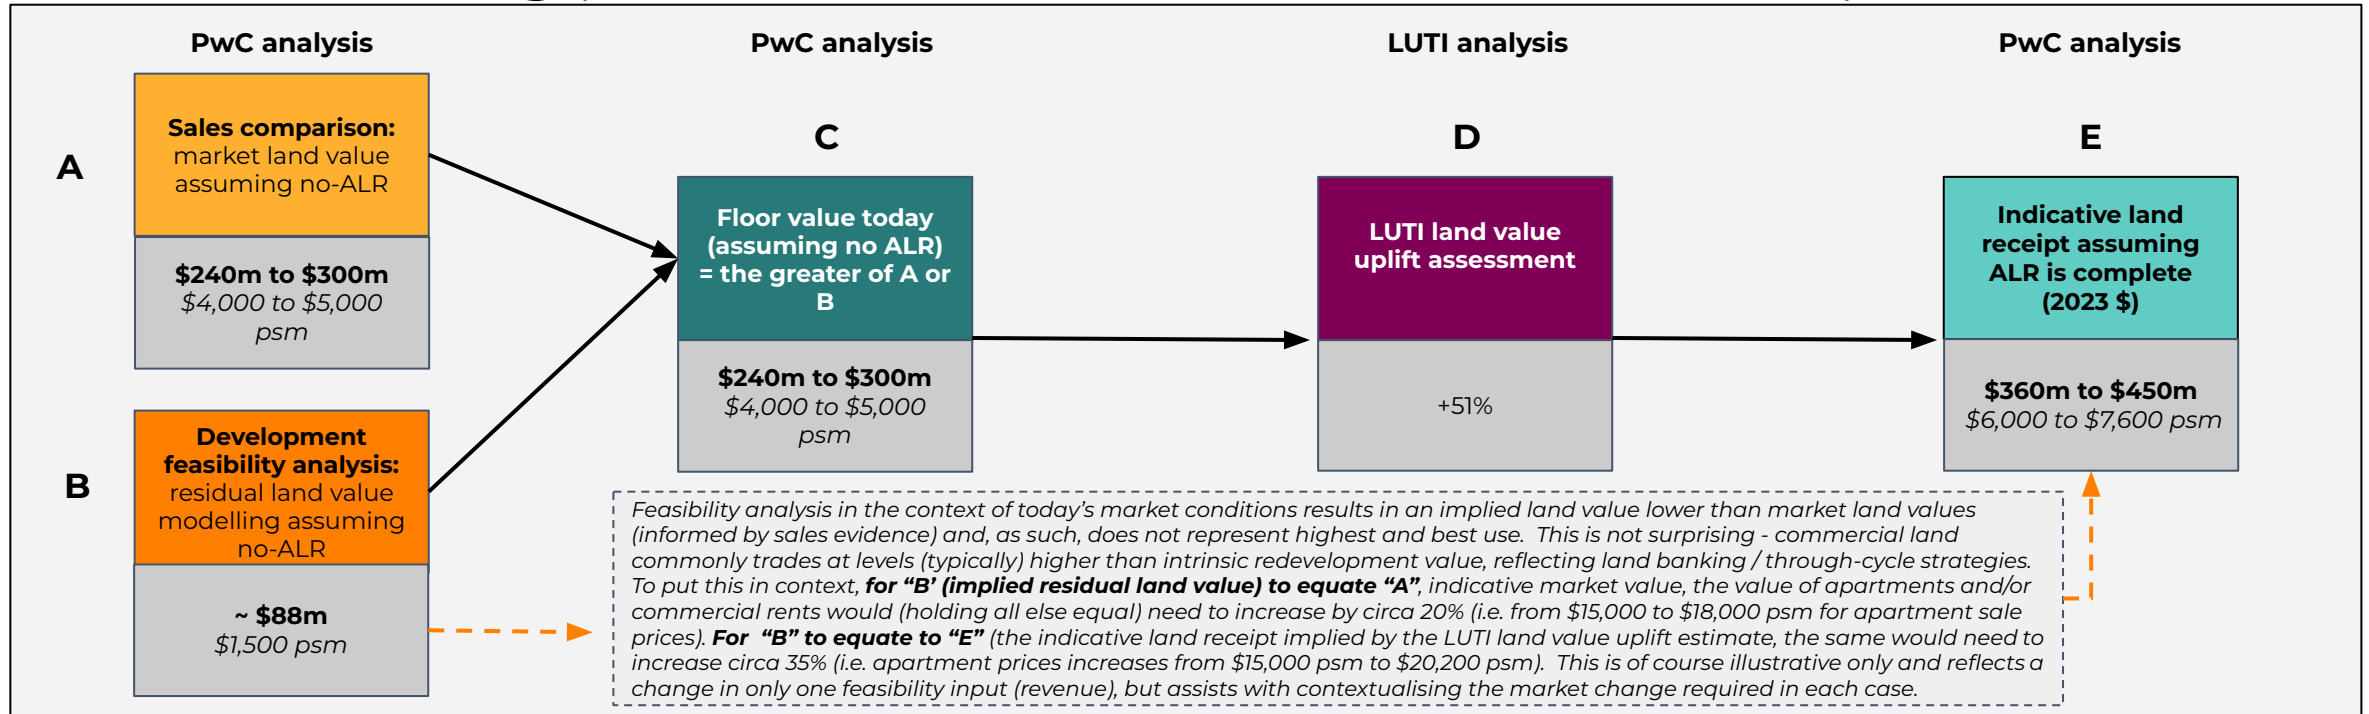 PwC analysis
PwC analysis
LUTI analysis
PwC analysis
A
Sales comparison:
market land value
assuming no-ALR
$240m to $300m
$4,000 to $5,000
psm
B
Development
feasibility analysis:
residual land value
modelling assuming
no-ALR
~ $88m
$1,500 psm
C
Floor value today
(assuming no ALR)
= the greater of A or
B
$240m to $300m
$4,000 to $5,000
psm
D
LUTI land value
uplift assessment
+51%
E
Indicative land
receipt assuming
ALR is complete
(2023 $)
$360m to $450m
$6,000 to $7,600 psm
Feasibility analysis in the context of today’s market conditions results in an implied land value lower than market land values
(informed by sales evidence) and, as such, does not represent highest and best use.  This is not surprising - commercial land
commonly trades at levels (typically) higher than intrinsic redevelopment value, reflecting land banking / through-cycle strategies.
To put this in context, for “B’ (implied residual land value) to equate “A”, indicative market value, the value of apartments and/or
commercial rents would (holding all else equal) need to increase by circa 20% (i.e. from $15,000 to $18,000 psm for apartment sale
prices). For  “B” to equate to “E” (the indicative land receipt implied by the LUTI land value uplift estimate, the same would need to
increase circa 35% (i.e. apartment prices increases from $15,000 psm to $20,200 psm).  This is of course illustrative only and reflects a
change in only one feasibility input (revenue), but assists with contextualising the market change required in each case.